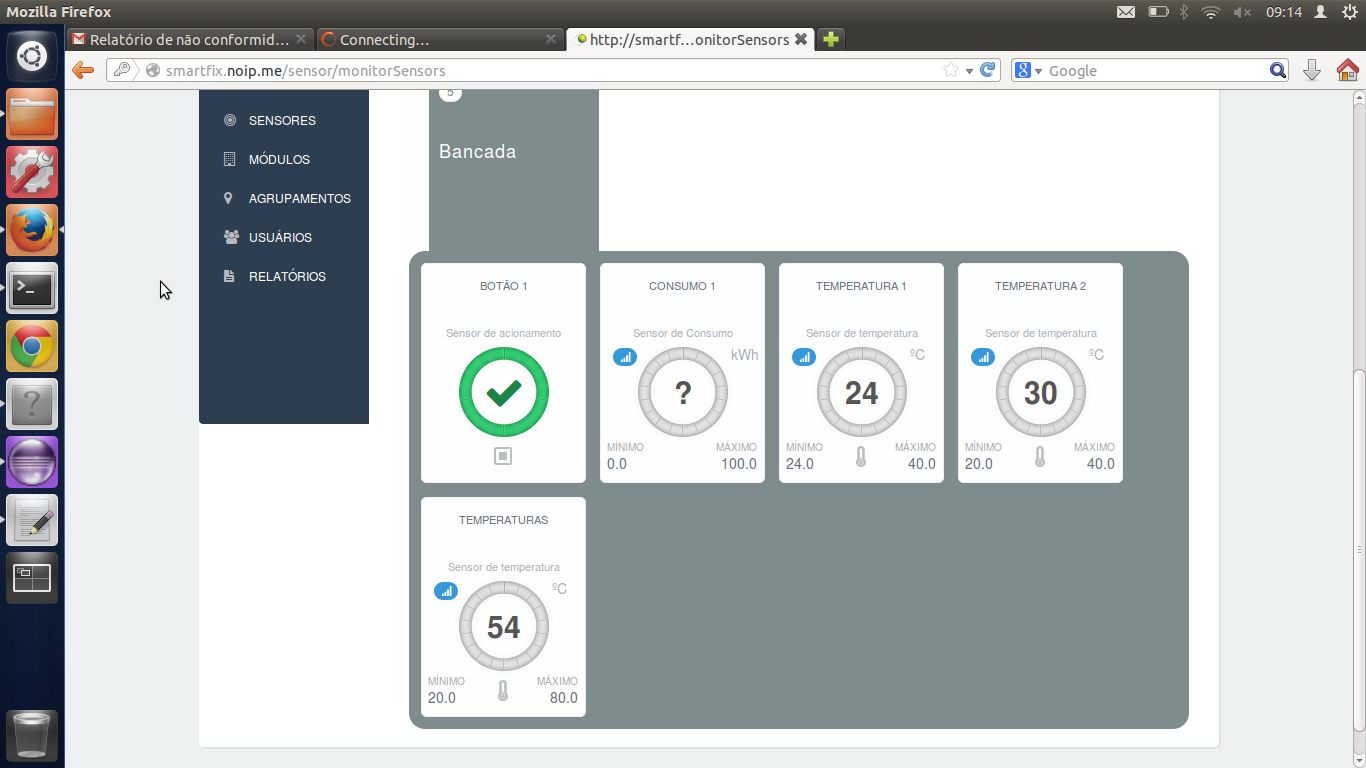 Mozilla Firefox
09:14
Relatório de não conformid...
Connecting...
http://smartf...onitorSensors
smartfix.noip.me/sensor/monitorSensors
Google
SENSORES
MÓDULOS
AGRUPAMENTOS
USUÁRIOS
RELATÓRIOS
5
Bancada
BOTÃO 1
Sensor de acionamento
CONSUMO 1
Sensor de Consumo
kWh
?
MÍNIMO
MÁXIMO
0.0
100.0
TEMPERATURA 1
Sensor de temperatura
ºC
24
MÍNIMO
MÁXIMO
24.0
40.0
TEMPERATURA 2
Sensor de temperatura
ºC
30
MÍNIMO
MÁXIMO
20.0
40.0
TEMPERATURAS
Sensor de temperatura
ºC
54
MÍNIMO
MÁXIMO
20.0
80.0